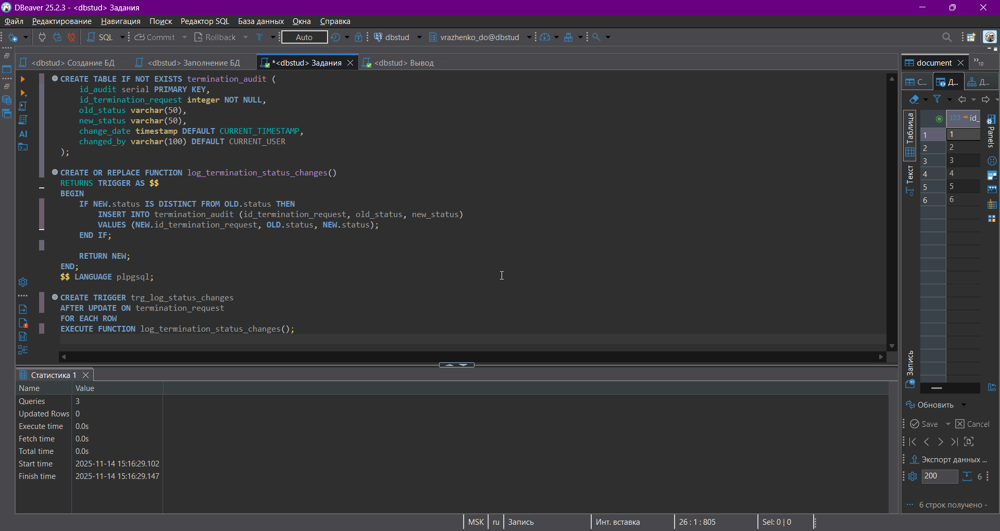 DBeaver 25.2.3 - <dbstud> Задания
Файл Редактирование Навигация Поиск Редактор SQL База данных Окна Справка
SQL Commit Rollback T Auto dbstud vrazhenko_do@dbstud
<dbstud> Создание БД <dbstud> Заполнение БД *<dbstud> Задания <dbstud> Вывод
CREATE TABLE IF NOT EXISTS termination_audit (
id_audit serial PRIMARY KEY,
id_termination_request integer NOT NULL,
old_status varchar(50),
new_status varchar(50),
change_date timestamp DEFAULT CURRENT_TIMESTAMP,
changed_by varchar(100) DEFAULT CURRENT_USER
);
CREATE OR REPLACE FUNCTION log_termination_status_changes()
RETURNS TRIGGER AS $$
BEGIN
IF NEW.status IS DISTINCT FROM OLD.status THEN
INSERT INTO termination_audit (id_termination_request, old_status, new_status)
VALUES (NEW.id_termination_request, OLD.status, NEW.status);
END IF;
RETURN NEW;
END;
$$ LANGUAGE plpgsql;
CREATE TRIGGER trg_log_status_changes
AFTER UPDATE ON termination_request
FOR EACH ROW
EXECUTE FUNCTION log_termination_status_changes();
AI
Статистика 1
Name Value
Queries 3
Updated Rows 0
Execute time 0.0s
Fetch time 0.0s
Total time 0.0s
Start time 2025-11-14 15:16:29.102
Finish time 2025-11-14 15:16:29.147
document
10
С... Д... Д...
123 id_
1 1
2 2
3 3
4 4
5 5
6 6
Таблица
Текст
Запись
Panels
Обновить
Save Cancel
Экспорт данных ...
200 6
6 строк получено -
MSK ru Запись Инт. вставка 26 : 1 : 805 Sel: 0 | 0